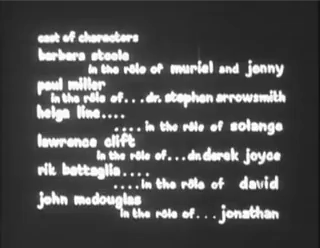 cast of characters
barbara steele
in the rôle of muriel and jenny
paul miller
in the rôle of...dr. stephen arrowsmith
helga line....
....in the rôle of solange
lawrence clift
in the rôle of...dr. derek joyce
rik battaglia.....
....in the rôle of david
john mcdouglas
in the rôle of...jonathan